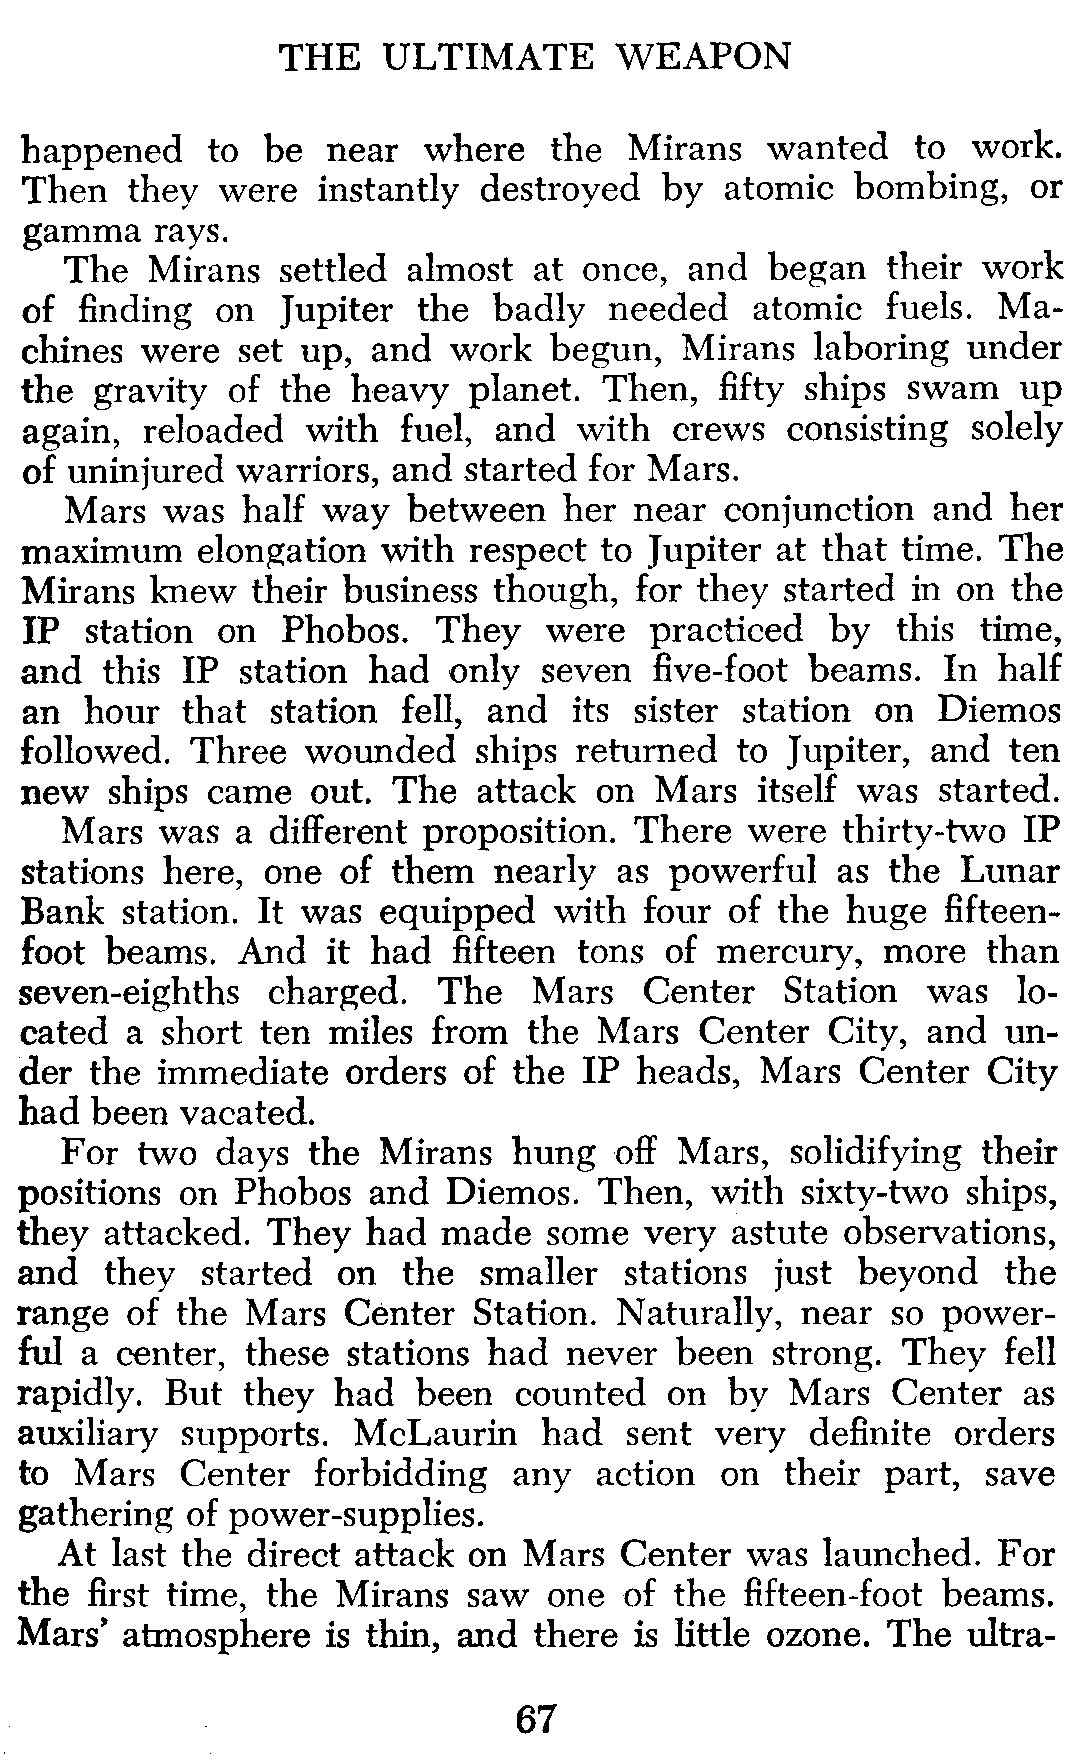 THE ULTIMATE WEAPON
happened to be near where the Mirans wanted to work.
Then they were instantly destroyed by atomic bombing, or
gamma rays.
The Mirans settled almost at once, and began their work
of finding on Jupiter the badly needed atomic fuels. Ma-
chines were set up, and work begun, Mirans laboring under
the gravity of the heavy planet. Then, fifty ships swam up
again, reloaded with fuel, and with crews consisting solely
of uninjured warriors, and started for Mars.
Mars was half way between her near conjunction and her
maximum elongation with respect to Jupiter at that time. The
Mirans knew their business though, for they started in on the
IP station on Phobos. They were practiced by this time,
and this IP station had only seven five-foot beams. In half
an hour that station fell, and its sister station on Diemos
followed. Three wounded ships returned to Jupiter, and ten
new ships came out. The attack on Mars itself was started.
Mars was a different proposition. There were thirty-two IP
stations here, one of them nearly as powerful as the Lunar
Bank station. It was equipped with four of the huge fifteen-
foot beams. And it had fifteen tons of mercury, more than
seven-eighths charged. The Mars Center Station was lo-
cated a short ten miles from the Mars Center City, and un-
der the immediate orders of the IP heads, Mars Center City
had been vacated.
For two days the Mirans hung off Mars, solidifying their
positions on Phobos and Diemos. Then, with sixty-two ships,
they attacked. They had made some very astute observations,
and they started on the smaller stations just beyond the
range of the Mars Center Station. Naturally, near so power-
ful a center, these stations had never been strong. They fell
rapidly. But they had been counted on by Mars Center as
auxiliary supports. McLaurin had sent very definite orders
to Mars Center forbidding any action on their part, save
gathering of power-supplies.
At last the direct attack on Mars Center was launched. For
the first time, the Mirans saw one of the fifteen-foot beams.
Mars' atmosphere is thin, and there is little ozone. The ultra-
67